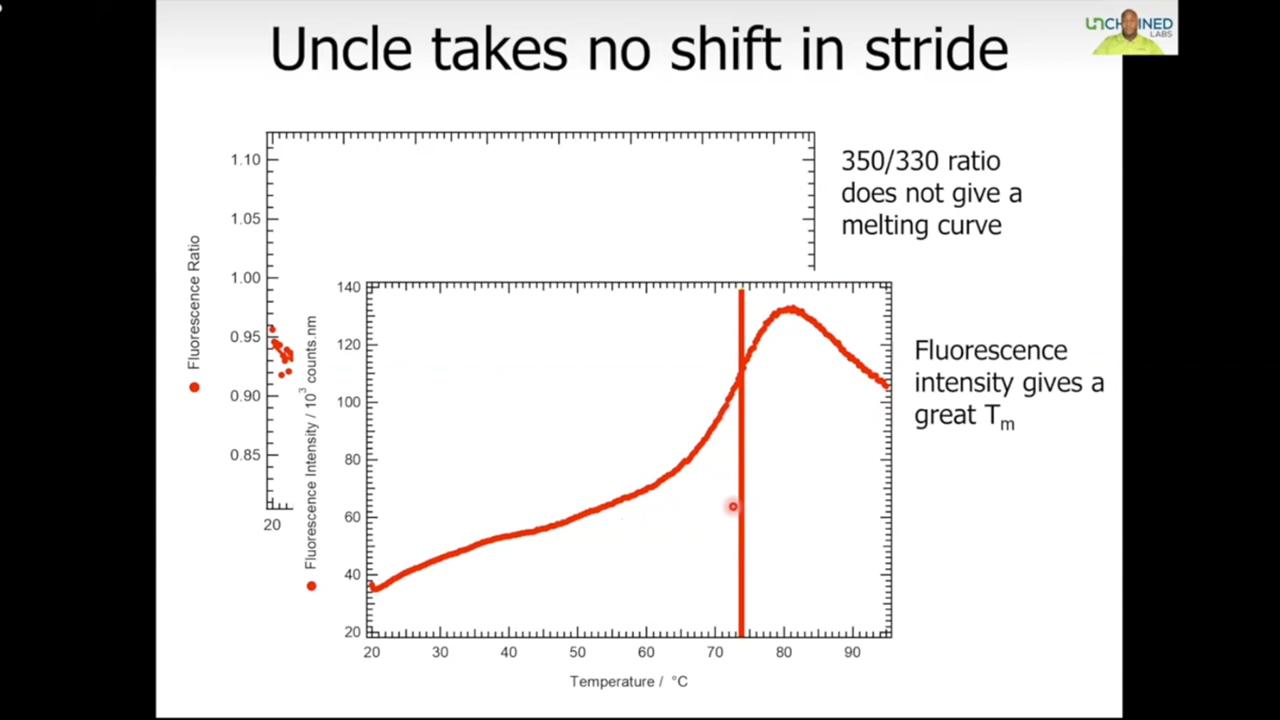 Uncle takes no shift in stride
UNCHAINED
LABS
350/330 ratio
does not give a
melting curve
Fluorescence Ratio
1.10
1.05
1.00
0.95
0.90
0.85
20
Fluorescence
intensity gives a
great Tm
Fluorescence Intensity / 10³ counts.nm
140
120
100
80
60
40
20
20 30 40 50 60 70 80 90
Temperature / °C